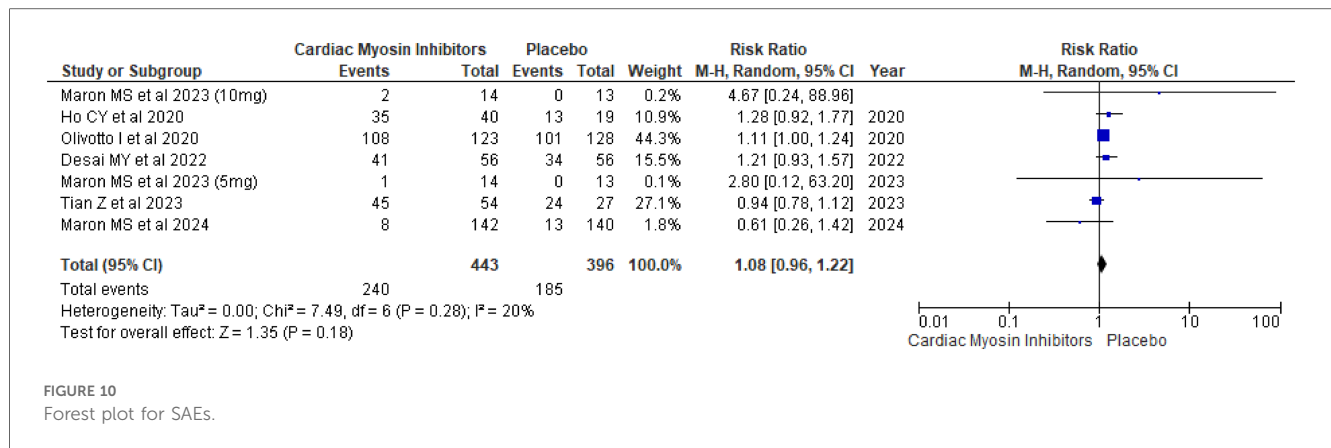 Cardiac Myosin Inhibitors Placebo Risk Ratio Risk Ratio
Study or Subgroup Events Total Events Total Weight M-H, Random, 95% CI Year M-H, Random, 95% CI
Maron MS et al 2023 (10mg) 2 14 0 13 0.2% 4.67 [0.24, 88.96]
Ho CY et al 2020 35 40 13 19 10.9% 1.28 [0.92, 1.77] 2020
Olivotto I et al 2020 108 123 101 128 44.3% 1.11 [1.00, 1.24] 2020
Desai MY et al 2022 41 56 34 56 15.5% 1.21 [0.93, 1.57] 2022
Maron MS et al 2023 (5mg) 1 14 0 13 0.1% 2.80 [0.12, 63.20] 2023
Tian Z et al 2023 45 54 24 27 27.1% 0.94 [0.78, 1.12] 2023
Maron MS et al 2024 8 142 13 140 1.8% 0.61 [0.26, 1.42] 2024
Total (95% CI) 443 396 100.0% 1.08 [0.96, 1.22]
Total events 240 185
Heterogeneity: Tau² = 0.00; Chi² = 7.49, df = 6 (P = 0.28); I² = 20%
Test for overall effect: Z = 1.35 (P = 0.18)
0.01 0.1 1 10 100
Cardiac Myosin Inhibitors Placebo
FIGURE 10
Forest plot for SAEs.